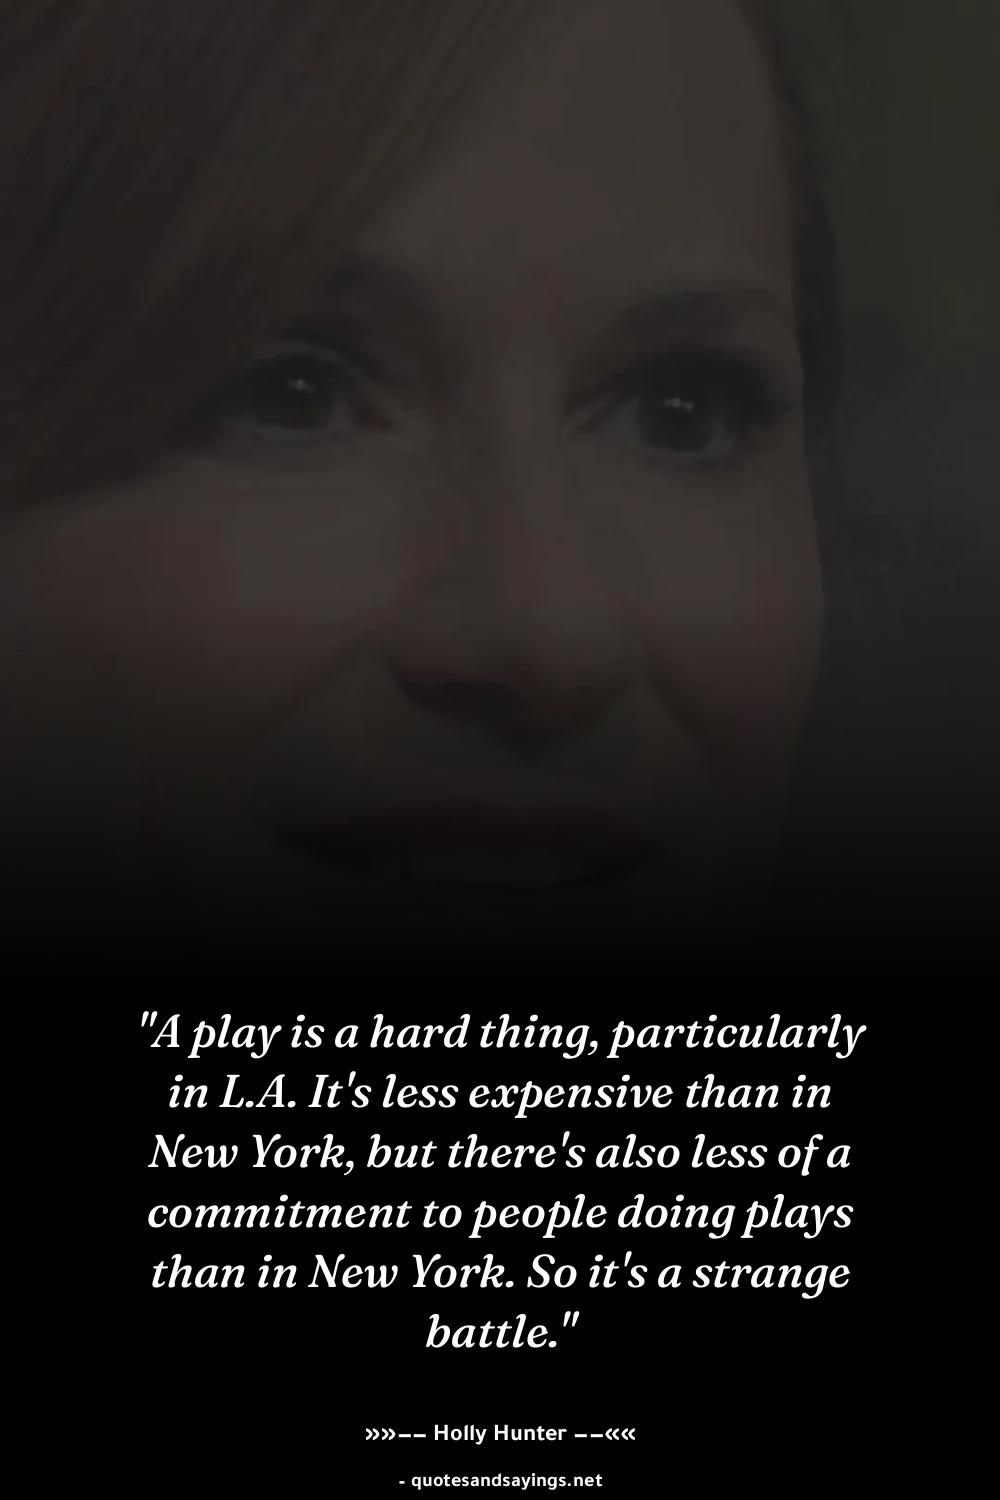 "A play is a hard thing, particularly
in L.A. It's less expensive than in
New York, but there's also less of a
commitment to people doing plays
than in New York. So it's a strange
battle."
»»−− Holly Hunter −−««
- quotesandsayings.net